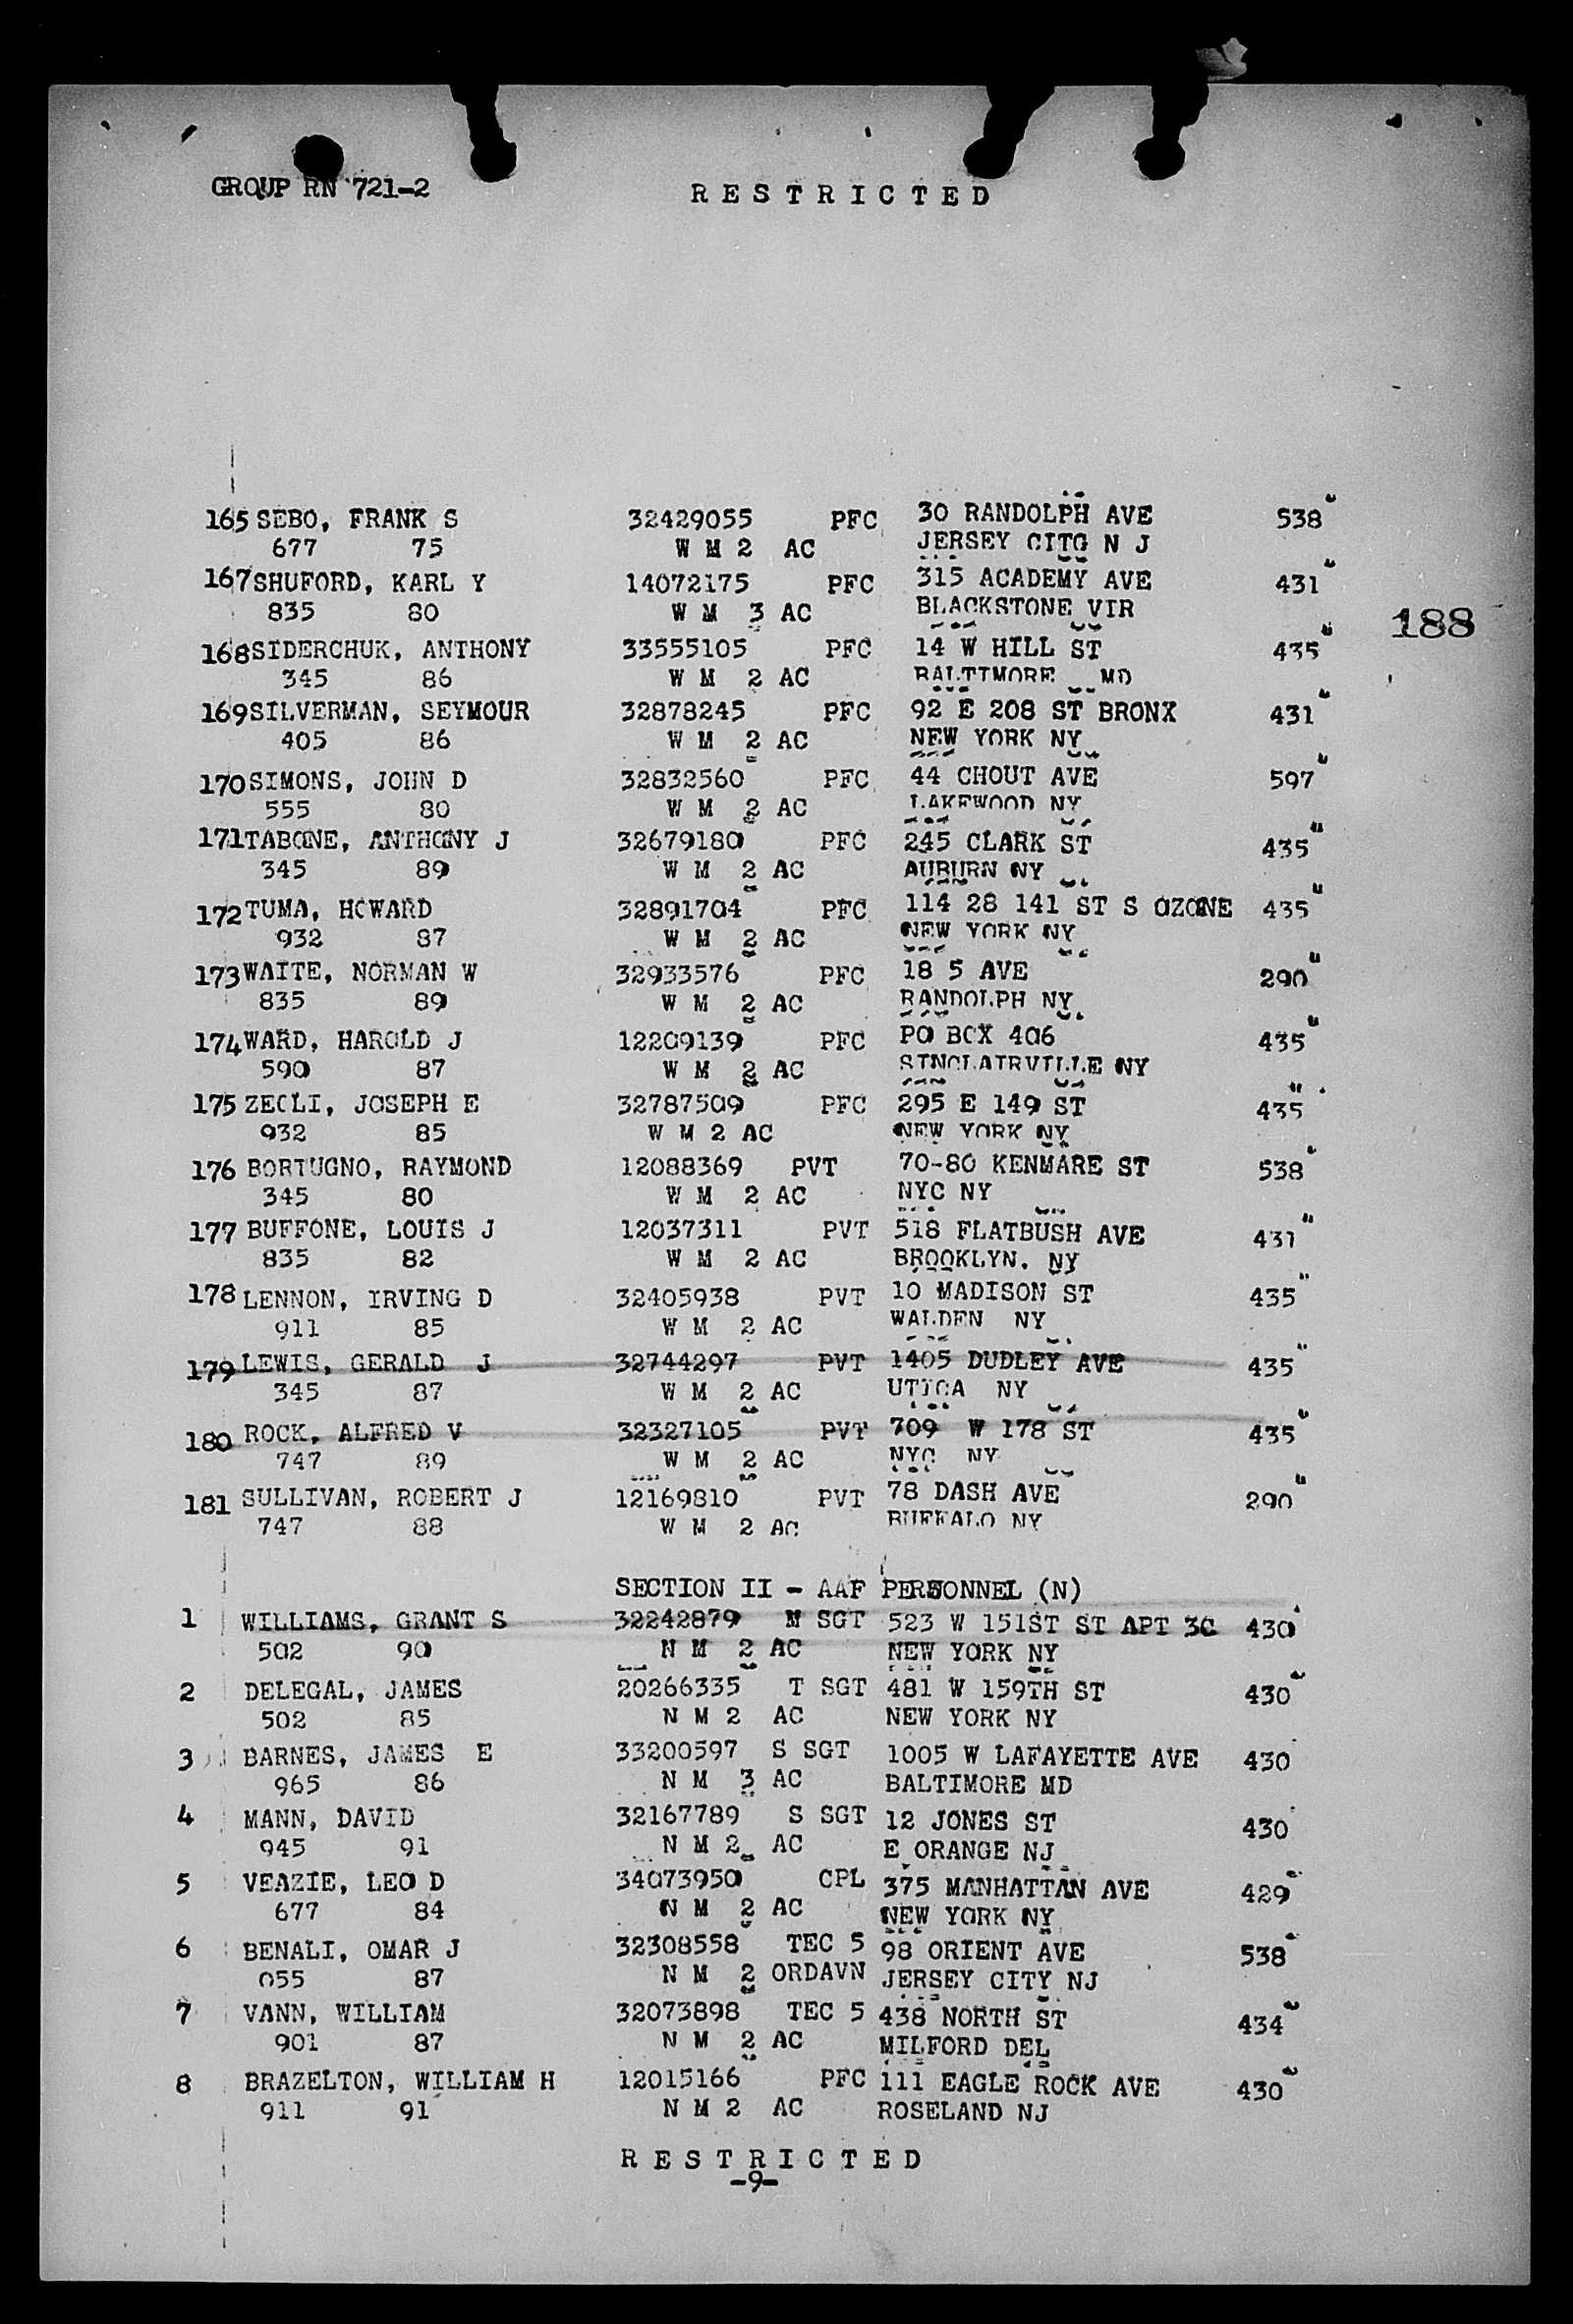 GROUP RN 721-2 RESTRICTED
165 SEBO, FRANK S 32429055 PFC 30 RANDOLPH AVE 538
677 75 W M 2 AC JERSEY CITG N J
167 SHUFORD, KARL Y 14072175 PFC 315 ACADEMY AVE 431
835 80 W M 3 AC BLACKSTONE VIR
188
168 SIDERCHUK, ANTHONY 33555105 PFC 14 W HILL ST 435
345 86 W M 2 AC BALTIMORE MD
169 SILVERMAN, SEYMOUR 32878245 PFC 92 E 208 ST BRONX 431
405 86 W M 2 AC NEW YORK NY
170 SIMONS, JOHN D 32832560 PFC 44 CHOUT AVE 597
555 80 W M 2 AC LAKEWOOD NY
171 TABONE, ANTHONY J 32679180 PFC 245 CLARK ST 435
345 89 W M 2 AC AUBURN NY
172 TUMA, HOWARD 32891704 PFC 114 28 141 ST S OZONE 435
932 87 W M 2 AC NEW YORK NY
173 WAITE, NORMAN W 32933576 PFC 18 5 AVE 290
835 89 W M 2 AC RANDOLPH NY
174 WARD, HAROLD J 12209139 PFC PO BOX 406 435
590 87 W M 2 AC SINCLAIRVILLE NY
175 ZECLI, JOSEPH E 32787509 PFC 295 E 149 ST 435
932 85 W M 2 AC NEW YORK NY
176 BORTUGNO, RAYMOND 12088369 PVT 70-80 KENMARE ST 538
345 80 W M 2 AC NYC NY
177 BUFFONE, LOUIS J 12037311 PVT 518 FLATBUSH AVE 431
835 82 W M 2 AC BROOKLYN. NY
178 LENNON, IRVING D 32405938 PVT 10 MADISON ST 435
911 85 W M 2 AC WALDEN NY
179 LEWIS, GERALD J 32744297 PVT 1405 DUDLEY AVE 435
345 87 W M 2 AC UTICA NY
180 ROCK, ALFRED V 32327105 PVT 709 W 178 ST 435
747 89 W M 2 AC NYC NY
181 SULLIVAN, ROBERT J 12169810 PVT 78 DASH AVE 290
747 88 W M 2 AC BUFFALO NY
SECTION II - AAF PERSONNEL (N)
1 WILLIAMS, GRANT S 32242879 M SGT 523 W 151ST ST APT 3C 430
502 90 N M 2 AC NEW YORK NY
2 DELEGAL, JAMES 20266335 T SGT 481 W 159TH ST 430
502 85 N M 2 AC NEW YORK NY
3 BARNES, JAMES E 33200597 S SGT 1005 W LAFAYETTE AVE 430
965 86 N M 3 AC BALTIMORE MD
4 MANN, DAVID 32167789 S SGT 12 JONES ST 430
945 91 N M 2 AC E ORANGE NJ
5 VEAZIE, LEO D 34073950 CPL 375 MANHATTAN AVE 429
677 84 N M 2 AC NEW YORK NY
6 BENALI, OMAR J 32308558 TEC 5 98 ORIENT AVE 538
055 87 N M 2 ORDAVN JERSEY CITY NJ
7 VANN, WILLIAM 32073898 TEC 5 438 NORTH ST 434
901 87 N M 2 AC MILFORD DEL
8 BRAZELTON, WILLIAM H 12015166 PFC 111 EAGLE ROCK AVE 430
911 91 N M 2 AC ROSELAND NJ
RESTRICTED
-9-